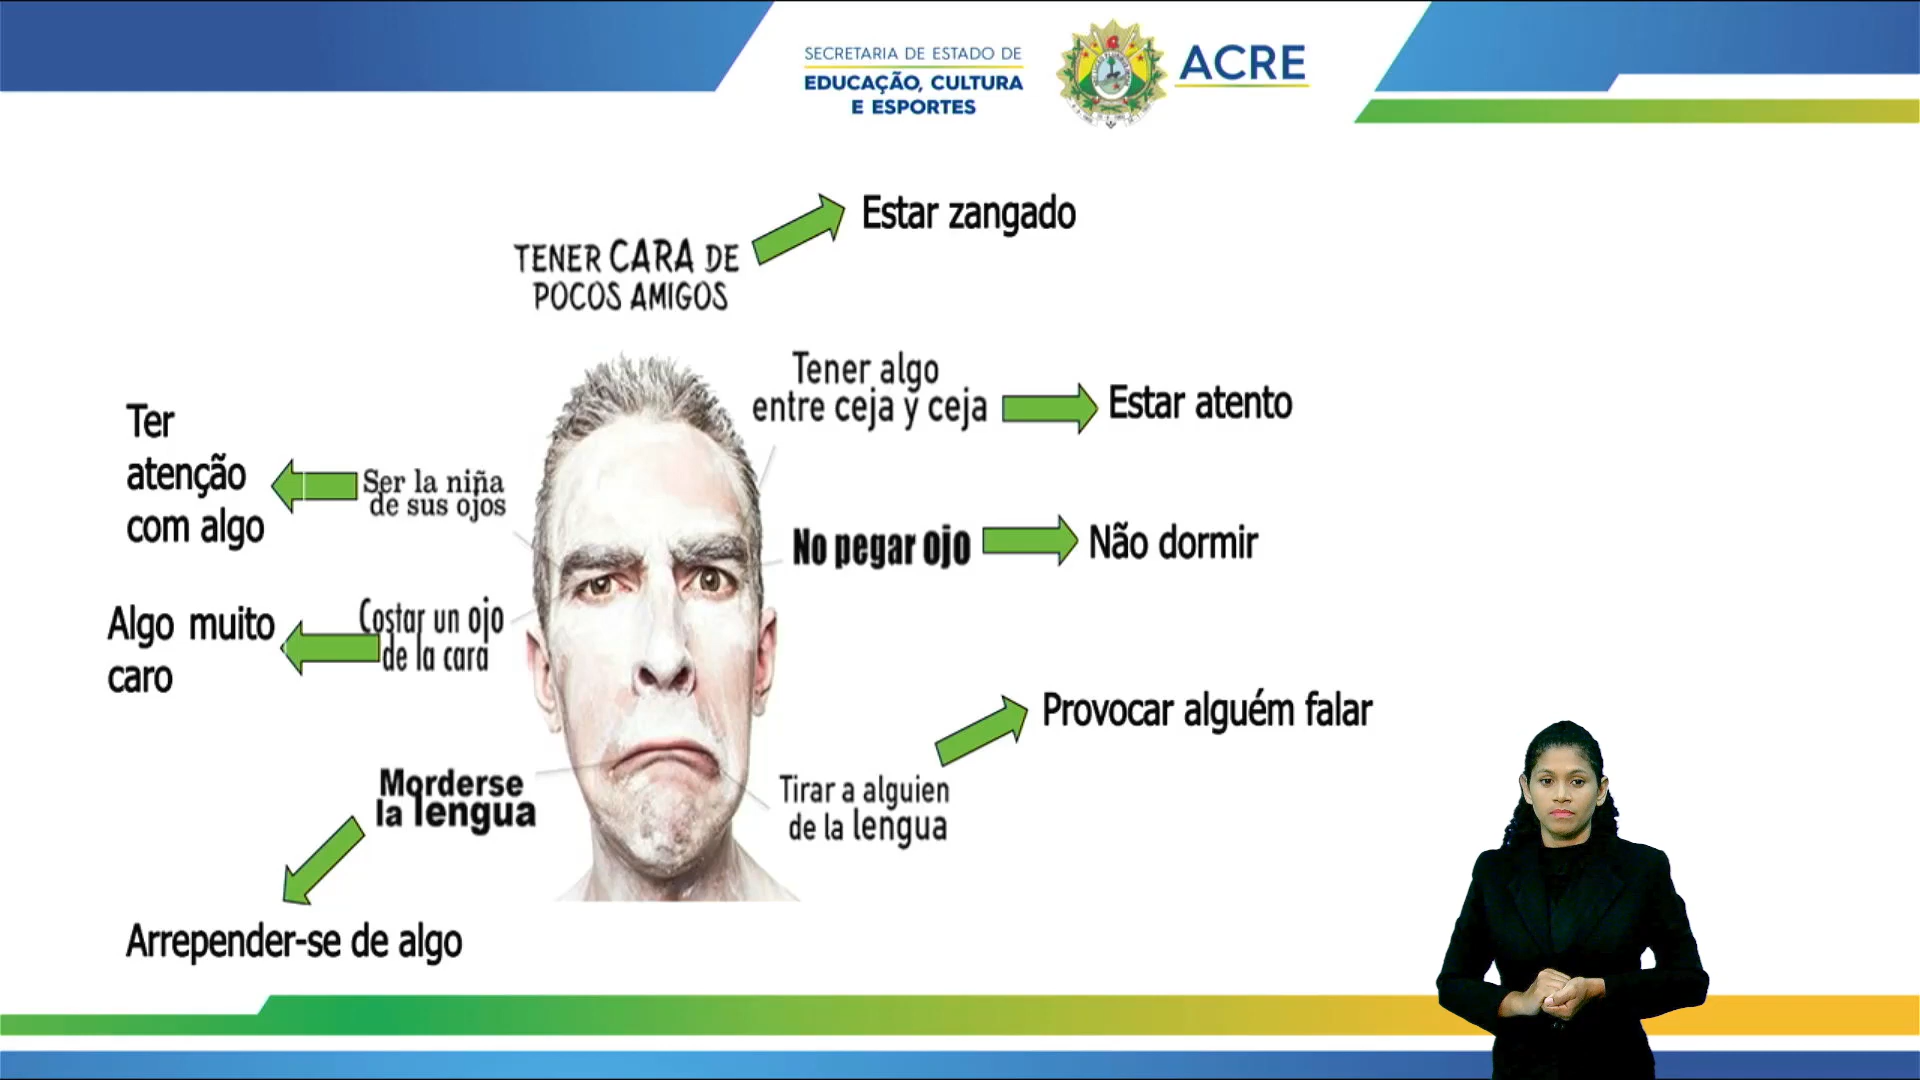 SECRETARIA DE ESTADO DE
EDUCAÇÃO, CULTURA
E ESPORTES
ACRE
Estar zangado
TENER CARA DE
POCOS AMIGOS
Tener algo
entre ceja y ceja
Estar atento
Ter
atenção
com algo
Ser la niña
de sus ojos
No pegar ojo
Não dormir
Algo muito
caro
Costar un ojo
de la cara
Provocar alguém falar
Morderse
la lengua
Tirar a alguien
de la lengua
Arrepender-se de algo